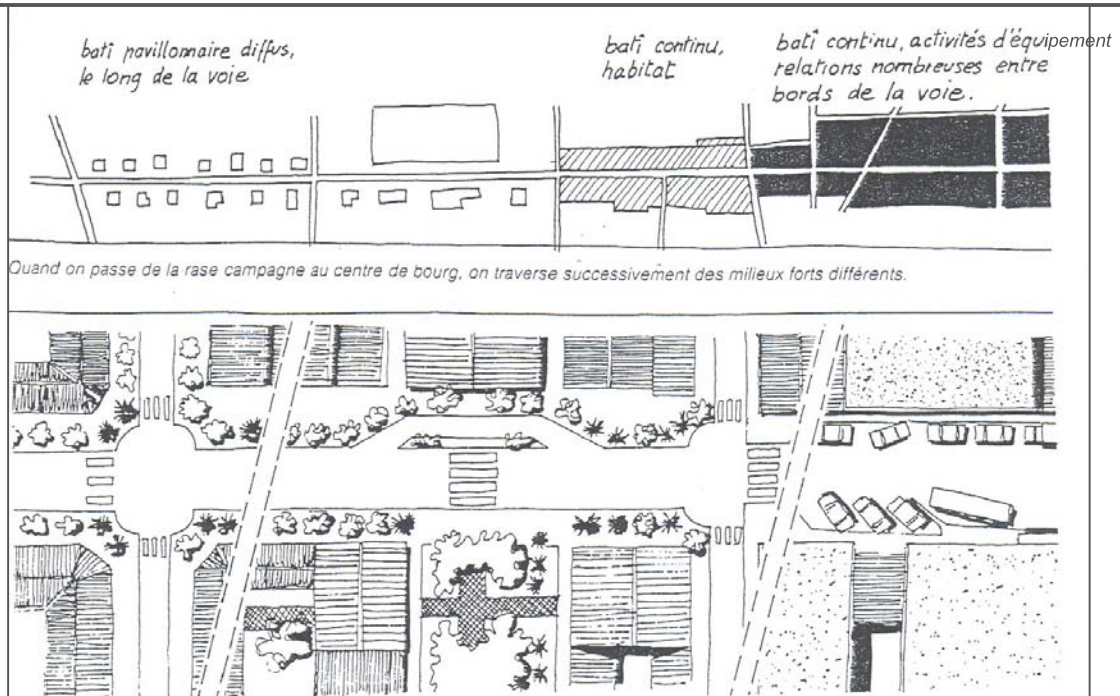 bati pavillonnaire diffus,
le long de la voie
bati continu,
habitat
bati continu, activités d'équipement
relations nombreuses entre
bords de la voie.
Quand on passe de la rase campagne au centre de bourg, on traverse successivement des milieux forts différents.